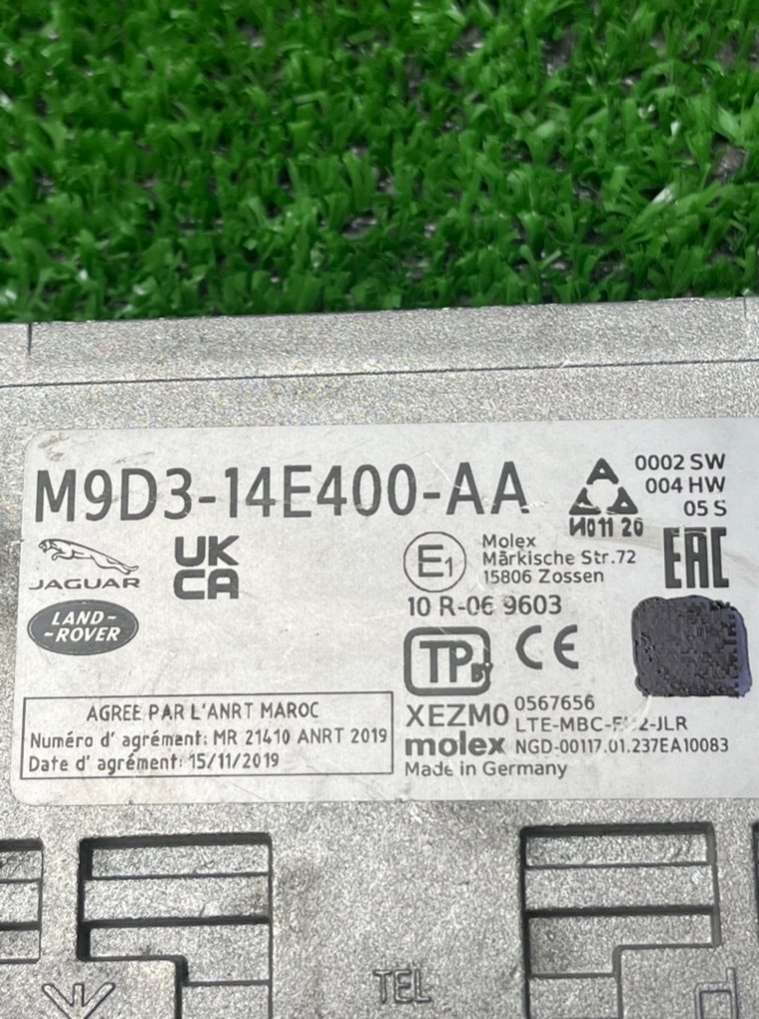 M9D3-14E400-AA
0002 SW
004 HW
05 S
JAGUAR
UK
CA
E1
Molex
Märkische Str.72
15806 Zossen
EAC
LAND-
-ROVER
10 R-06 9603
TP
CE
AGREE PAR L'ANRT MAROC
Numéro d' agrément: MR 21410 ANRT 2019
Date d' agrément: 15/11/2019
XEZM0
0567656
molex
NGD-00117.01.237EA10083
Made in Germany
TEL